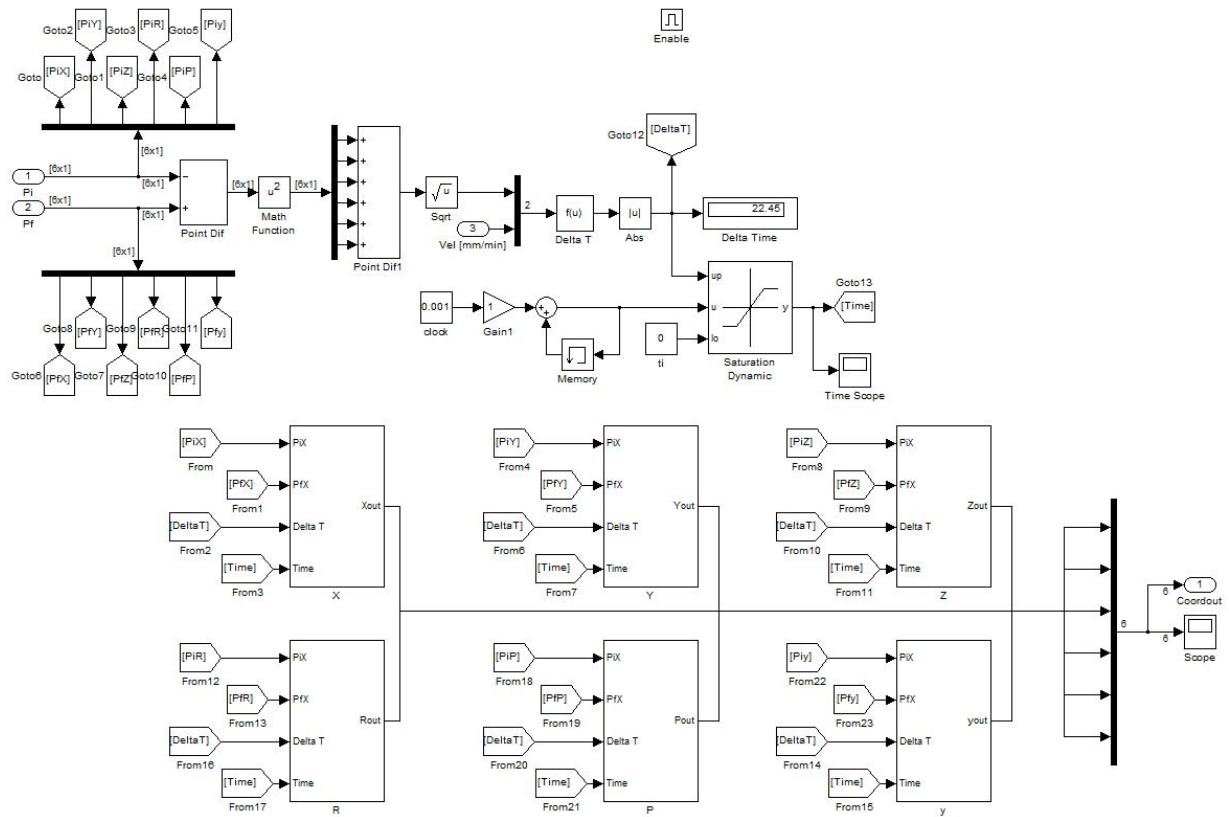 Goto2 [PiY] Goto3 [PiR] Goto5 [Piy]
Enable
Goto [PiX] Goto1 [PiZ] Goto4 [PiP]
Goto12 [DeltaT]
[6x1]
1 [6x1] [6x1] −
Pi
2 [6x1] [6x1] +
Pf
Point Dif
[6x1] u² [6x1]
Math
Function
+
+
+
+
+
+
Point Dif1
√u
Sqrt
3
Vel [mm/min]
2
f(u)
Delta T
|u|
Abs
22.45
Delta Time
[6x1]
Goto8 [PfY] Goto9 [PfR] Goto11 [Pfy]
Goto6 [PfX] Goto7 [PfZ] Goto10 [PfP]
0.001
clock
1
Gain1
+
+
Memory
0
ti
up
u y
lo
Saturation
Dynamic
Goto13
[Time]
Time Scope
[PiX] PiX
From
[PfX] PfX
From1
Xout
[DeltaT] Delta T
From2
[Time] Time
From3
X
[PiY] PiX
From4
[PfY] PfX
From5
Yout
[DeltaT] Delta T
From6
[Time] Time
From7
Y
[PiZ] PiX
From8
[PfZ] PfX
From9
Zout
[DeltaT] Delta T
From10
[Time] Time
From11
Z
6
6
1
Coordout
6
Scope
[PiR] PiX
From12
[PfR] PfX
From13
Rout
[DeltaT] Delta T
From16
[Time] Time
From17
R
[PiP] PiX
From18
[PfP] PfX
From19
Pout
[DeltaT] Delta T
From20
[Time] Time
From21
P
[Piy] PiX
From22
[Pfy] PfX
From23
yout
[DeltaT] Delta T
From14
[Time] Time
From15
y